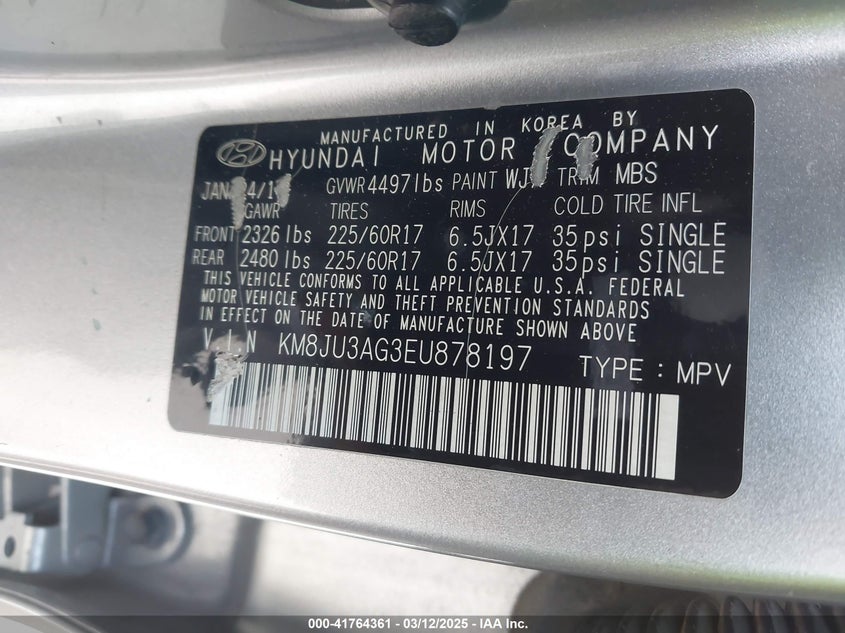 MANUFACTURED IN KOREA BY
HYUNDAI MOTOR COMPANY
GVWR 4497lbs PAINT TRIM MBS
GAWR TIRES RIMS COLD TIRE INFL
FRONT 2326 lbs 225/60R17 6.5JX17 35psi SINGLE
REAR 2480 lbs 225/60R17 6.5JX17 35psi SINGLE
THIS VEHICLE CONFORMS TO ALL APPLICABLE U.S.A. FEDERAL
MOTOR VEHICLE SAFETY AND THEFT PREVENTION STANDARDS
IN EFFECT ON THE DATE OF MANUFACTURE SHOWN ABOVE
VIN KM8JU3AG3EU878197 TYPE : MPV
000-41764361 - 03/12/2025 - IAA Inc.